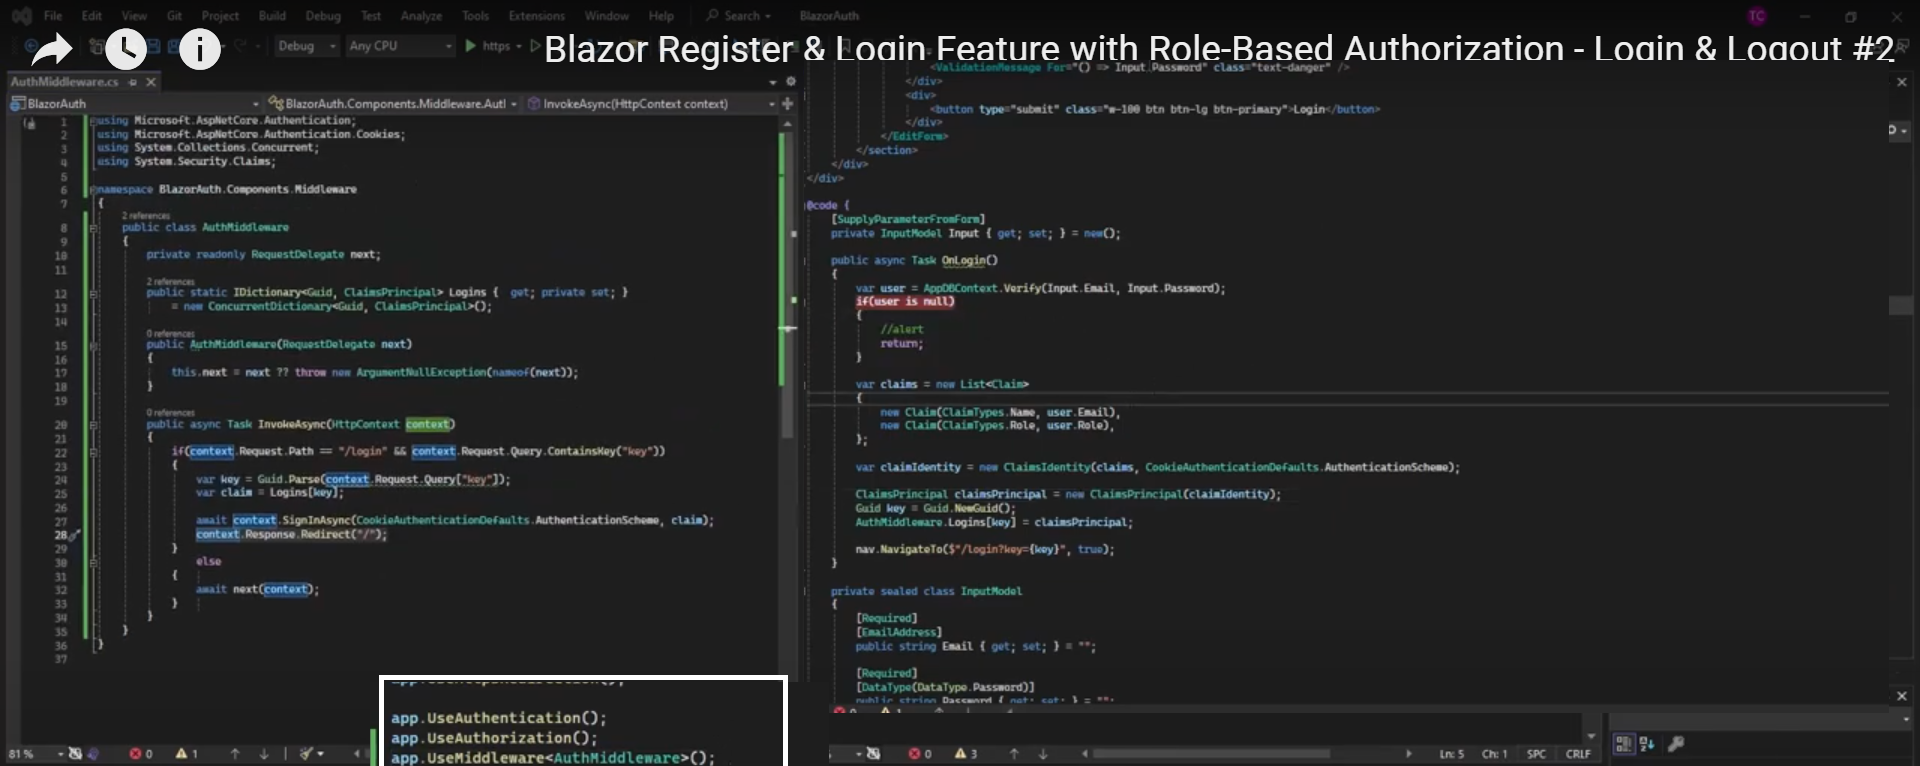 File Edit View Git Project Build Debug Test Analyze Tools Extensions Window Help Search BlazorAuth TC
Debug Any CPU https
Blazor Register & Login Feature with Role-Based Authorization - Login & Logout #2
AuthMiddleware.cs
BlazorAuth BlazorAuth.Components.Middleware.Autl InvokeAsync(HttpContext context)
1 using Microsoft.AspNetCore.Authentication;
2 using Microsoft.AspNetCore.Authentication.Cookies;
3 using System.Collections.Concurrent;
4 using System.Security.Claims;
5
6 namespace BlazorAuth.Components.Middleware
7 {
2 references
8 public class AuthMiddleware
9 {
10 private readonly RequestDelegate next;
11
2 references
12 public static IDictionary<Guid, ClaimsPrincipal> Logins { get; private set; }
13 = new ConcurrentDictionary<Guid, ClaimsPrincipal>();
14
0 references
15 public AuthMiddleware(RequestDelegate next)
16 {
17 this.next = next ?? throw new ArgumentNullException(nameof(next));
18 }
19
0 references
20 public async Task InvokeAsync(HttpContext context)
21 {
22 if(context.Request.Path == "/login" && context.Request.Query.ContainsKey("key"))
23 {
24 var key = Guid.Parse(context.Request.Query["key"]);
25 var claim = Logins[key];
26
27 await context.SignInAsync(CookieAuthenticationDefaults.AuthenticationScheme, claim);
28 context.Response.Redirect("/");
29 }
30 else
31 {
32 await next(context);
33 }
34 }
35 }
36 }
37
app.UseAuthentication();
app.UseAuthorization();
app.UseMiddleware<AuthMiddleware>();
81 % 0 1
<ValidationMessage For="() => Input.Password" class="text-danger" />
</div>
<div>
<button type="submit" class="w-100 btn btn-lg btn-primary">Login</button>
</div>
</EditForm>
</section>
</div>
</div>
@code {
[SupplyParameterFromForm]
private InputModel Input { get; set; } = new();
public async Task OnLogin()
{
var user = AppDBContext.Verify(Input.Email, Input.Password);
if(user is null)
{
//alert
return;
}
var claims = new List<Claim>
{
new Claim(ClaimTypes.Name, user.Email),
new Claim(ClaimTypes.Role, user.Role),
};
var claimIdentity = new ClaimsIdentity(claims, CookieAuthenticationDefaults.AuthenticationScheme);
ClaimsPrincipal claimsPrincipal = new ClaimsPrincipal(claimIdentity);
Guid key = Guid.NewGuid();
AuthMiddleware.Logins[key] = claimsPrincipal;
nav.NavigateTo($"/login?key={key}", true);
}
private sealed class InputModel
{
[Required]
[EmailAddress]
public string Email { get; set; } = "";
[Required]
[DataType(DataType.Password)]
public string Password { get; set; } = "";
0 1
0 3 Ln: 5 Ch: 1 SPC CRLF